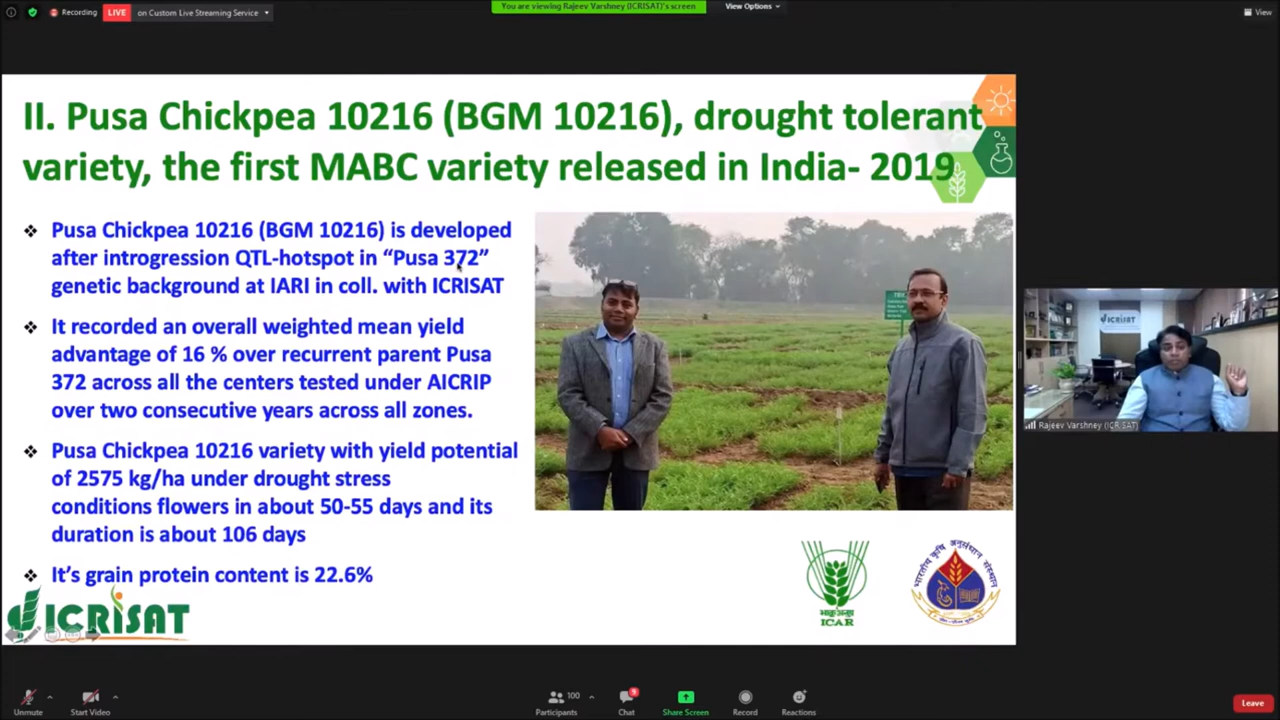 Recording
LIVE
on Custom Live Streaming Service
You are viewing Rajeev Varshney (ICRISAT)'s screen
View Options
View
II. Pusa Chickpea 10216 (BGM 10216), drought tolerant
variety, the first MABC variety released in India- 2019
❖ Pusa Chickpea 10216 (BGM 10216) is developed
after introgression QTL-hotspot in “Pusa 372”
genetic background at IARI in coll. with ICRISAT
❖ It recorded an overall weighted mean yield
advantage of 16 % over recurrent parent Pusa
372 across all the centers tested under AICRIP
over two consecutive years across all zones.
❖ Pusa Chickpea 10216 variety with yield potential
of 2575 kg/ha under drought stress
conditions flowers in about 50-55 days and its
duration is about 106 days
❖ It’s grain protein content is 22.6%
ICRISAT
भाकृअनुप
ICAR
भारतीय कृषि अनुसंधान संस्थान
ICRISAT
Rajeev Varshney (ICRISAT)
Unmute
Start Video
100
Participants
9
Chat
Share Screen
Record
Reactions
Leave